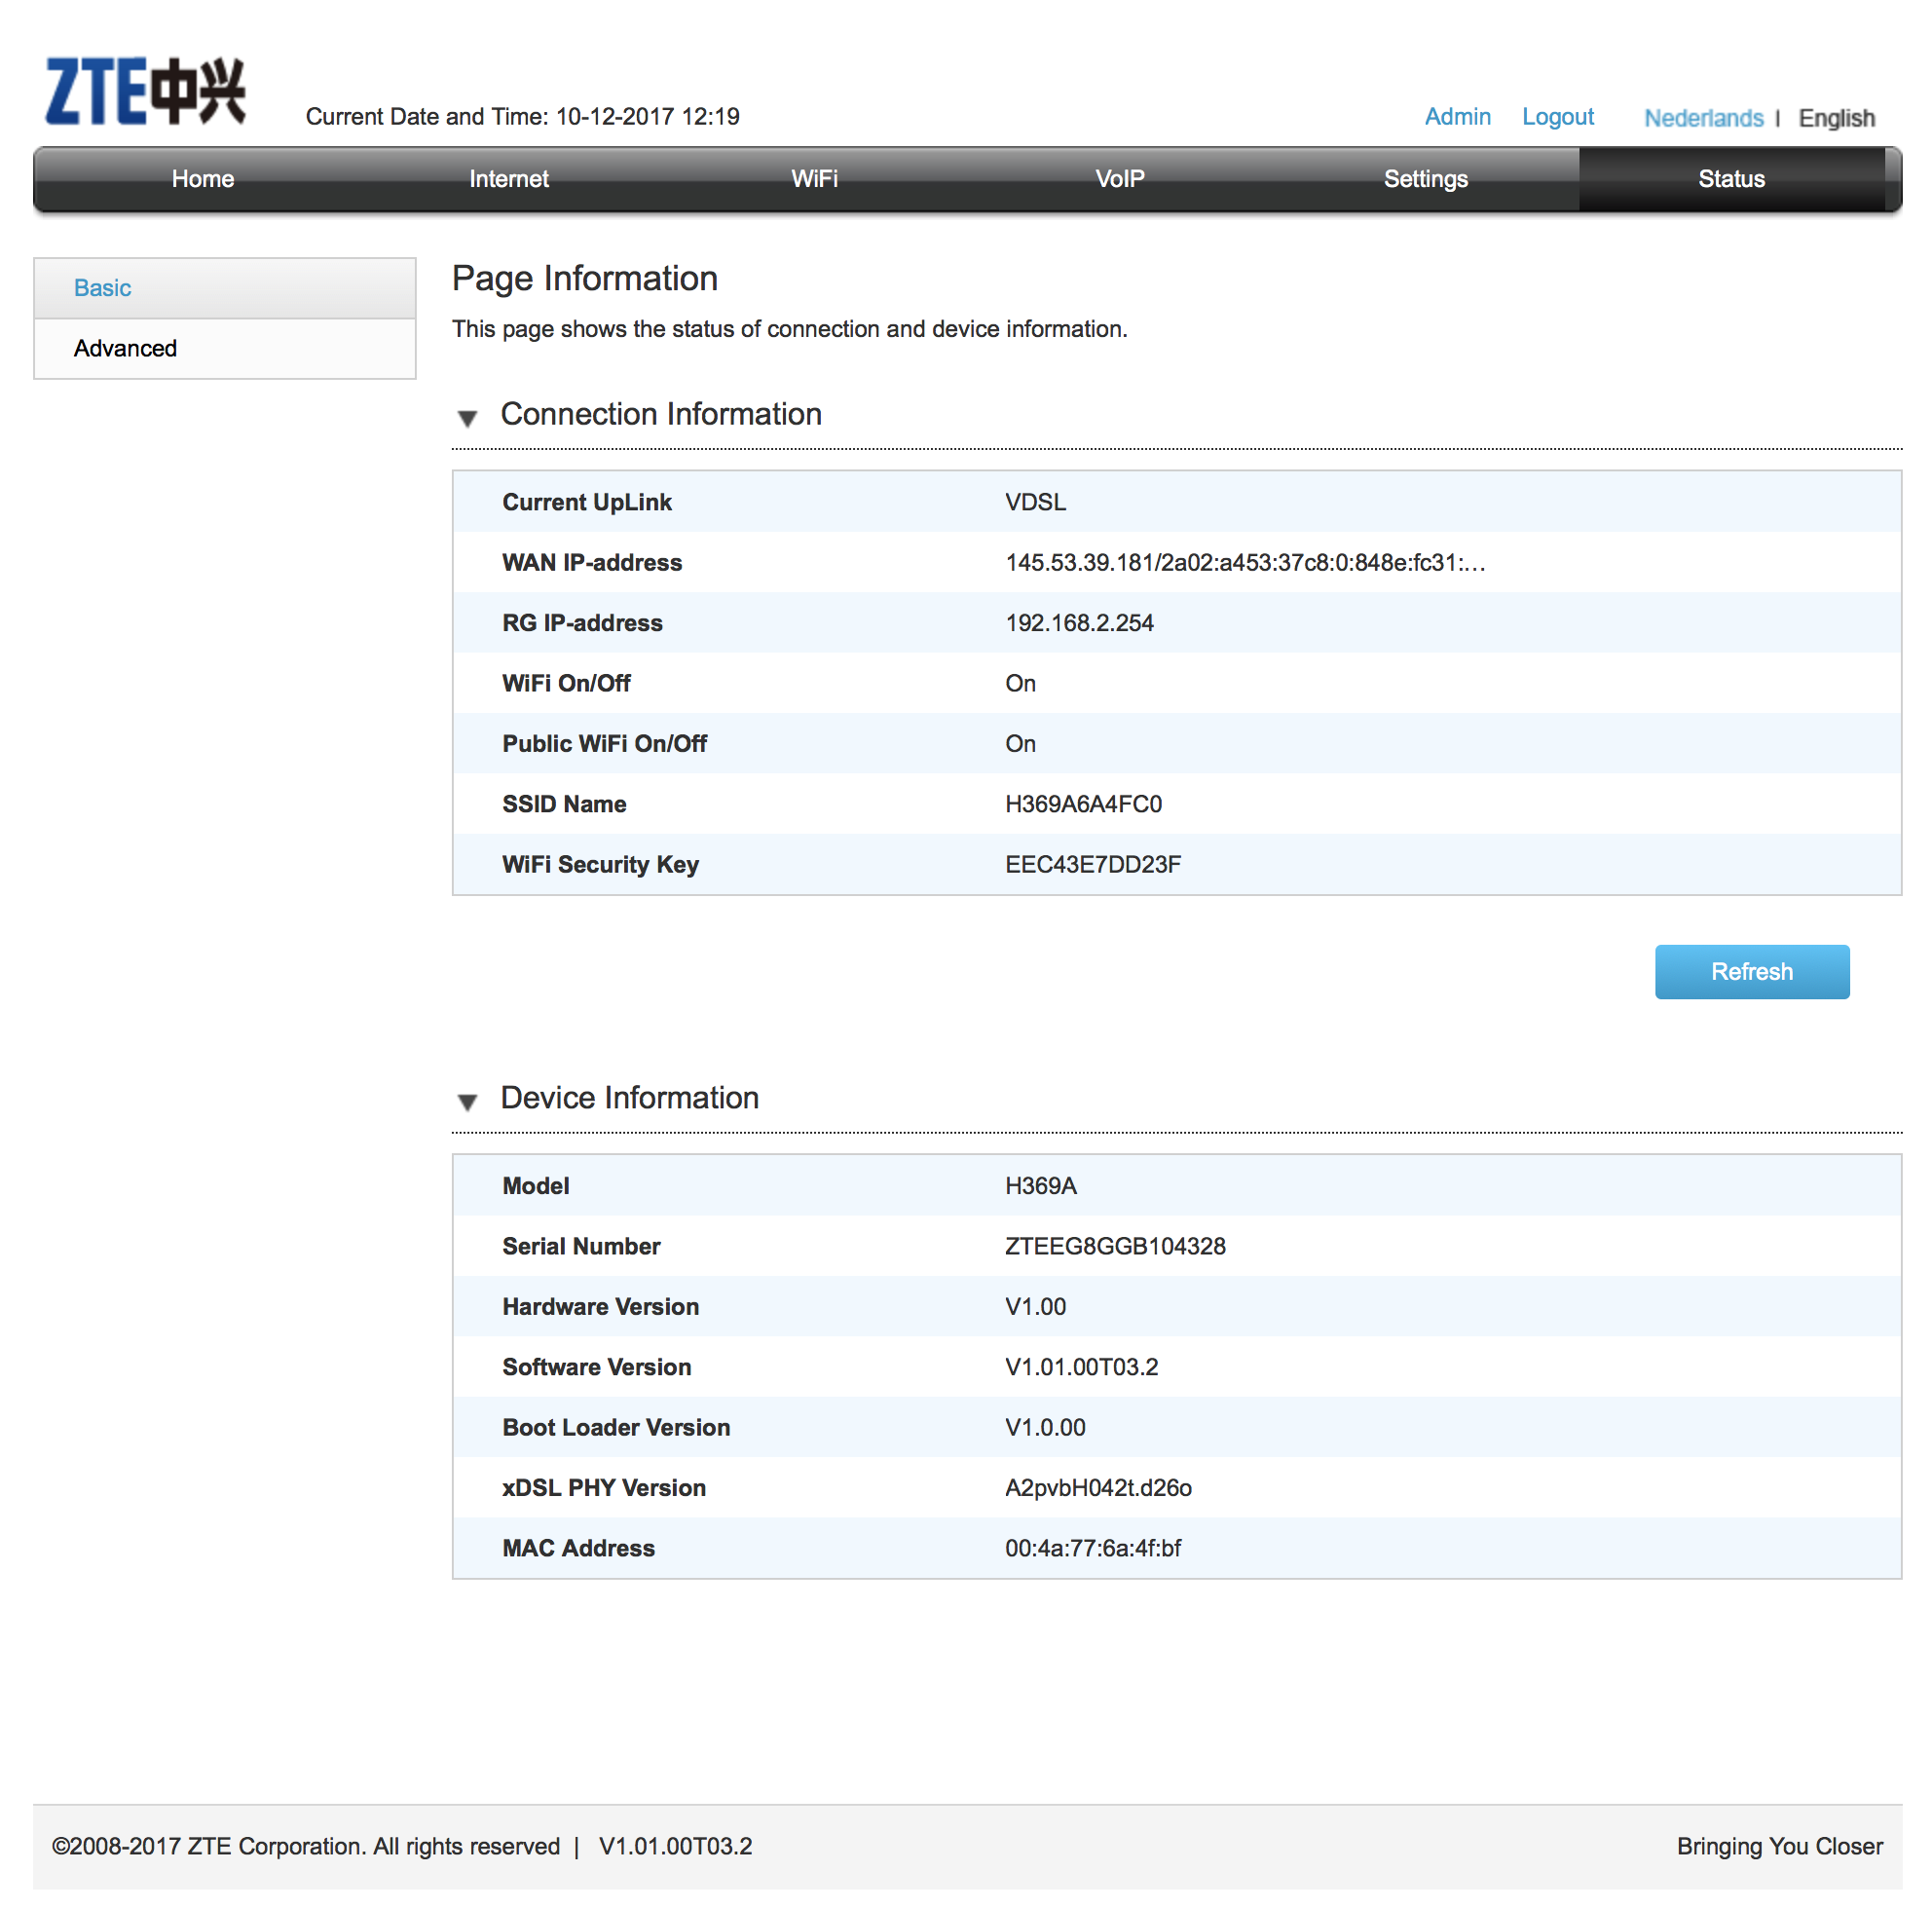 ZTE中兴
Current Date and Time: 10-12-2017 12:19
Admin Logout Nederlands | English
Home Internet WiFi VoIP Settings Status
Basic
Advanced
Page Information
This page shows the status of connection and device information.
Connection Information
Current UpLink VDSL
WAN IP-address 145.53.39.181/2a02:a453:37c8:0:848e:fc31:...
RG IP-address 192.168.2.254
WiFi On/Off On
Public WiFi On/Off On
SSID Name H369A6A4FC0
WiFi Security Key EEC43E7DD23F
Refresh
Device Information
Model H369A
Serial Number ZTEEG8GGB104328
Hardware Version V1.00
Software Version V1.01.00T03.2
Boot Loader Version V1.0.00
xDSL PHY Version A2pvbH042t.d26o
MAC Address 00:4a:77:6a:4f:bf
©2008-2017 ZTE Corporation. All rights reserved | V1.01.00T03.2
Bringing You Closer